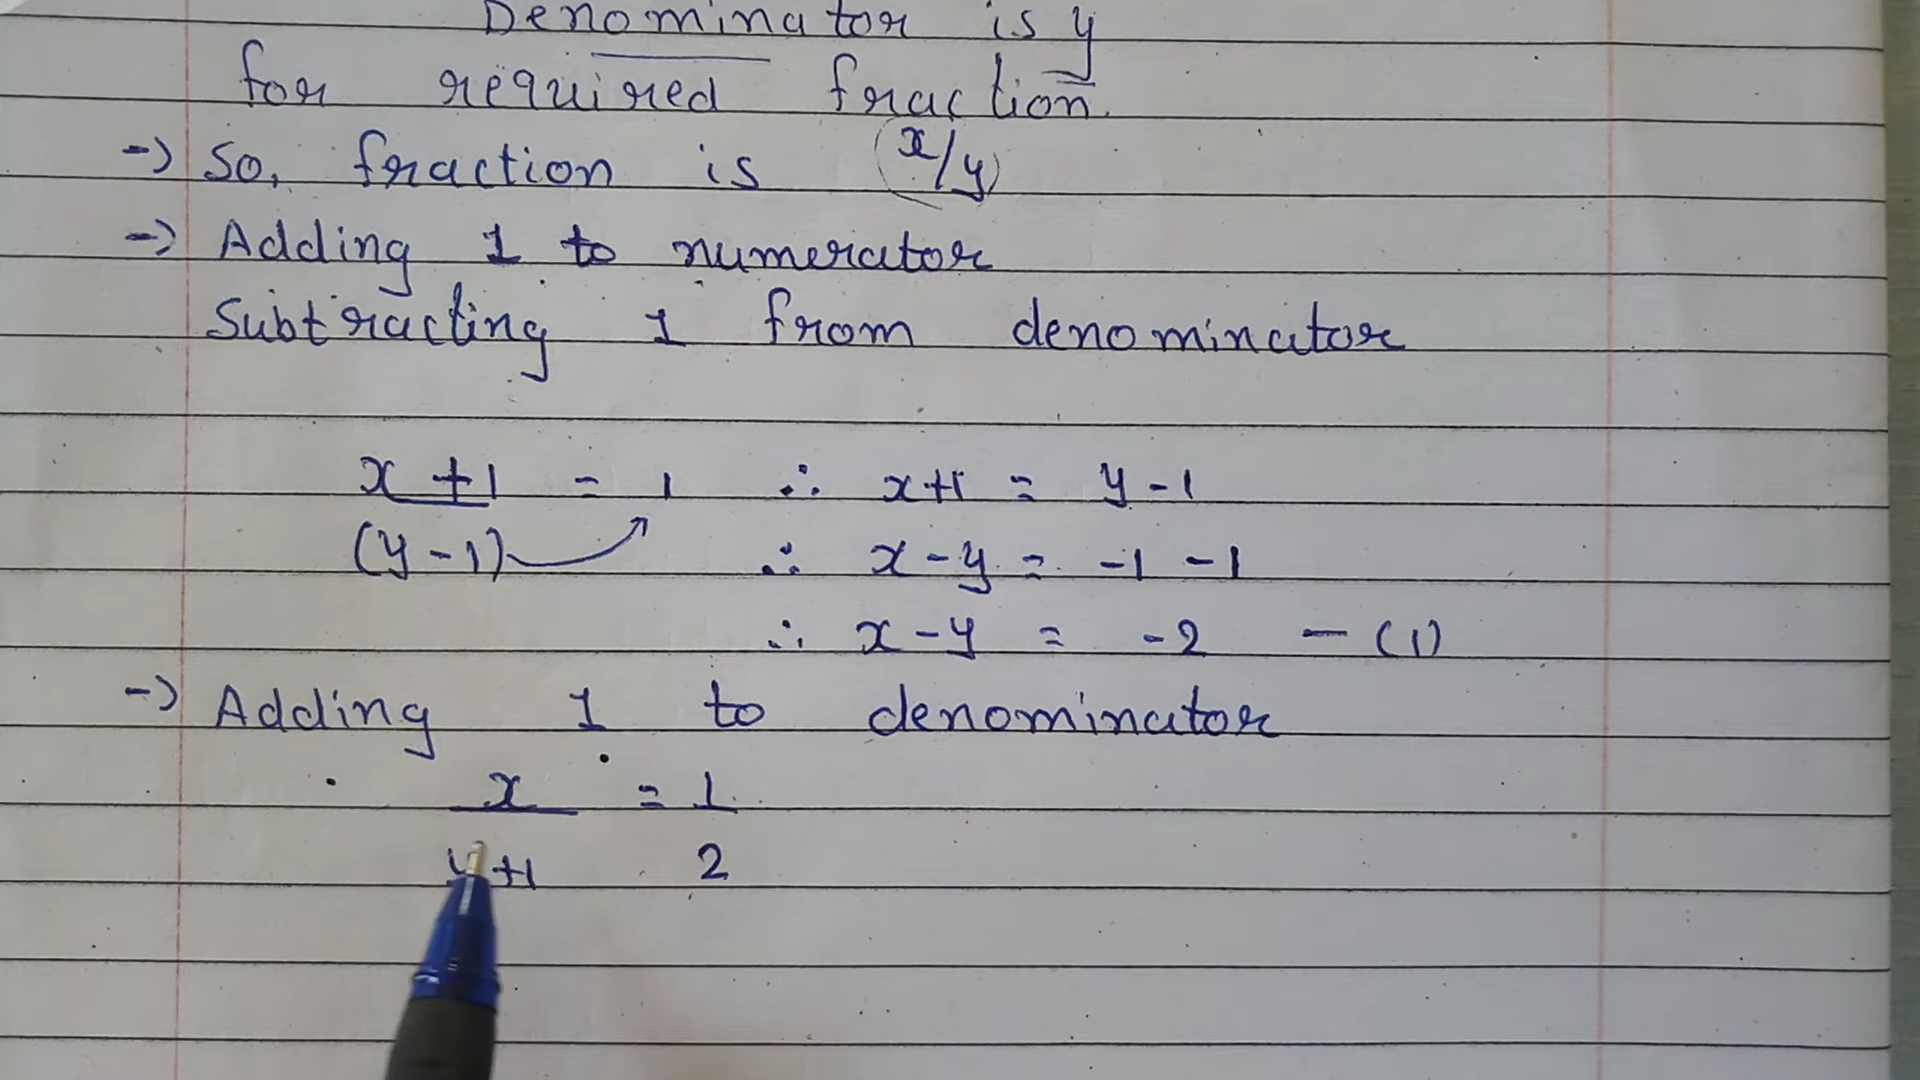 Denominator is y
for required fraction.
-> So, fraction is (x/y)
-> Adding 1 to numerator
Subtracting 1 from denominator
x + 1 = 1 ∴ x+1 = y - 1
(y - 1) ∴ x - y = -1 - 1
∴ x - y = -2 — (1)
-> Adding 1 to denominator
x = 1
y+1 2